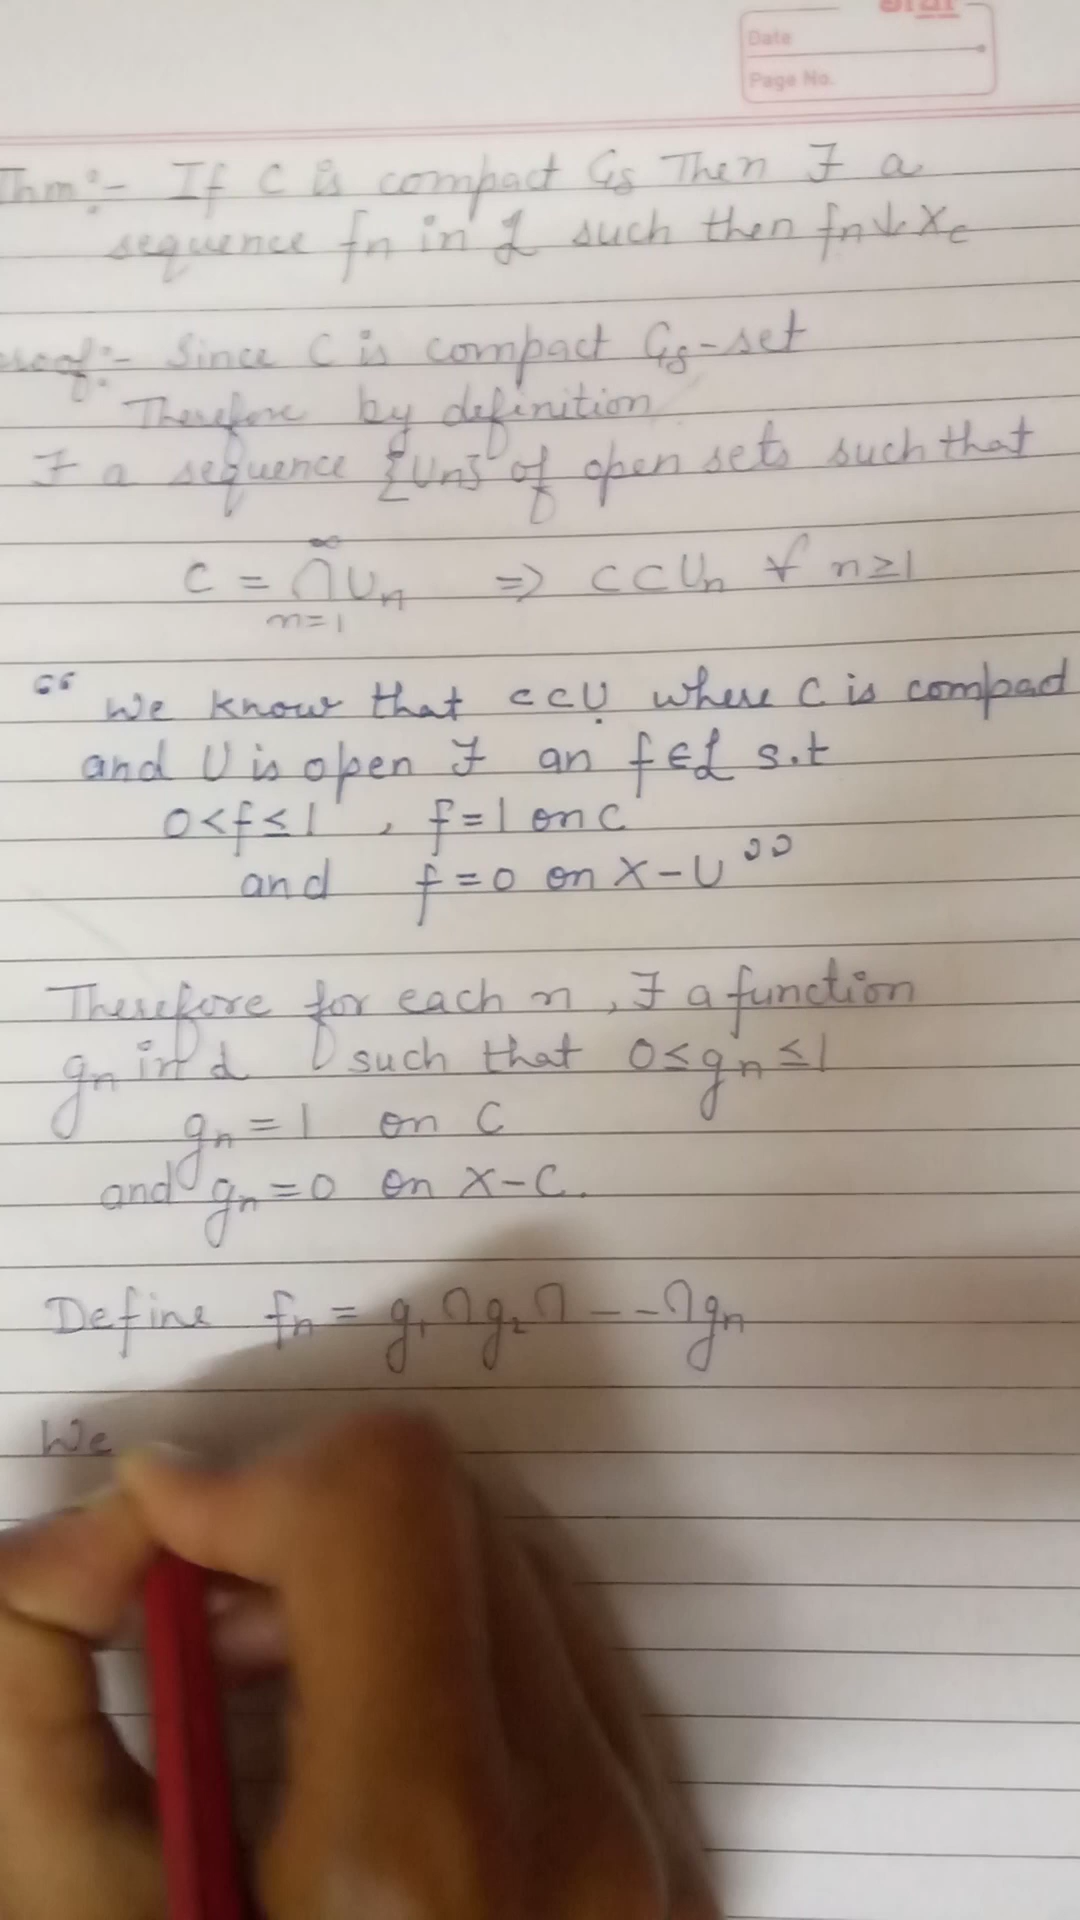 Date
Page No.
Thm:- If C is compact Gδ Then ∃ a
sequence fn in ℒ such then fn↓χc
roof:- Since C is compact Gδ-set
Therefore by definition
∃ a sequence {Un} of open sets such that
C = ∩Un ⇒ C⊂Un ∀ n≥1
∞
n=1
“ We know that C⊂U where C is compact
and U is open ∃ an f∈ℒ s.t
0<f≤1 , f=1 on C
and f=0 on X-U ”
Therefore for each n, ∃ a function
gn in ℒ such that 0≤gn≤1
gn=1 on C
and gn=0 on X-C.
Define fn = g1∩g2∩---∩gn
We